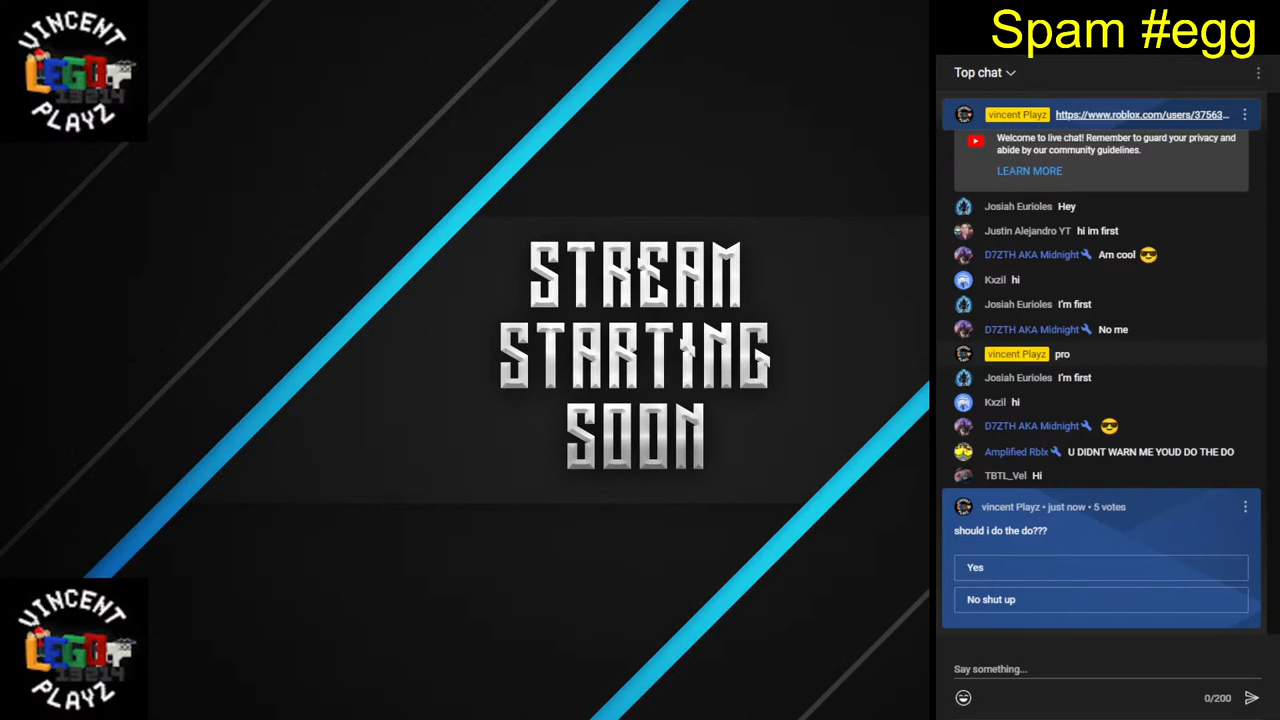 VINCENT
LEGO
13214
PLAYZ
STREAM
STARTING
SOON
VINCENT
LEGO
13214
PLAYZ
Spam #egg
Top chat
vincent Playz https://www.roblox.com/users/37563...
Welcome to live chat! Remember to guard your privacy and
abide by our community guidelines.
LEARN MORE
Josiah Eurioles Hey
Justin Alejandro YT hi im first
D7ZTH AKA Midnight Am cool 😎
Kxzil hi
Josiah Eurioles I'm first
D7ZTH AKA Midnight No me
vincent Playz pro
Josiah Eurioles I'm first
Kxzil hi
D7ZTH AKA Midnight 😎
Amplified Rblx U DIDNT WARN ME YOUD DO THE DO
TBTL_Vel Hi
vincent Playz • just now • 5 votes
should i do the do???
Yes
No shut up
Say something...
0/200